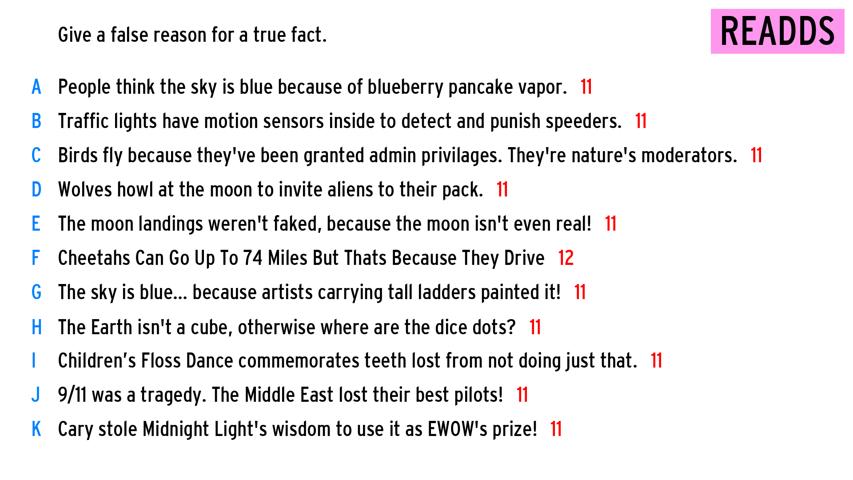 Give a false reason for a true fact.
READDS
A People think the sky is blue because of blueberry pancake vapor. 11
B Traffic lights have motion sensors inside to detect and punish speeders. 11
C Birds fly because they've been granted admin privilages. They're nature's moderators. 11
D Wolves howl at the moon to invite aliens to their pack. 11
E The moon landings weren't faked, because the moon isn't even real! 11
F Cheetahs Can Go Up To 74 Miles But Thats Because They Drive 12
G The sky is blue... because artists carrying tall ladders painted it! 11
H The Earth isn't a cube, otherwise where are the dice dots? 11
I Children’s Floss Dance commemorates teeth lost from not doing just that. 11
J 9/11 was a tragedy. The Middle East lost their best pilots! 11
K Cary stole Midnight Light's wisdom to use it as EWOW's prize! 11